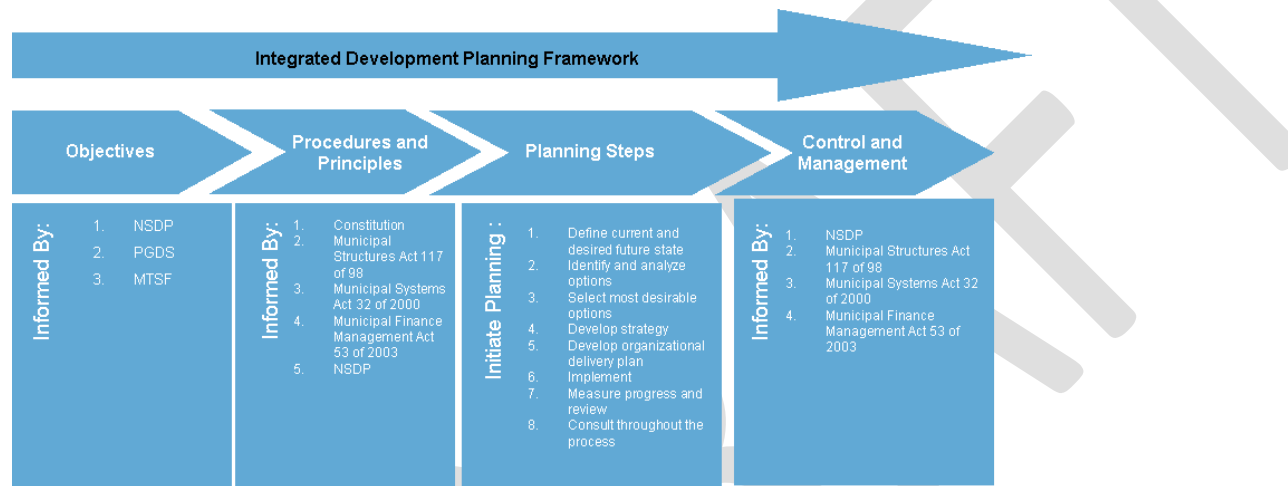 Integrated Development Planning Framework
Objectives
Procedures and
Principles
Planning Steps
Control and
Management
Informed By:
1. NSDP
2. PGDS
3. MTSF
Informed By:
1. Constitution
2. Municipal
Structures Act 117
of 98
3. Municipal Systems
Act 32 of 2000
4. Municipal Finance
Management Act
53 of 2003
5. NSDP
Initiate Planning :
1. Define current and
desired future state
2. Identify and analyze
options
3. Select most desirable
options
4. Develop strategy
5. Develop organizational
delivery plan
6. Implement
7. Measure progress and
review
8. Consult throughout the
process
Informed By:
1. NSDP
2. Municipal Structures Act
117 of 98
3. Municipal Systems Act 32
of 2000
4. Municipal Finance
Management Act 53 of
2003